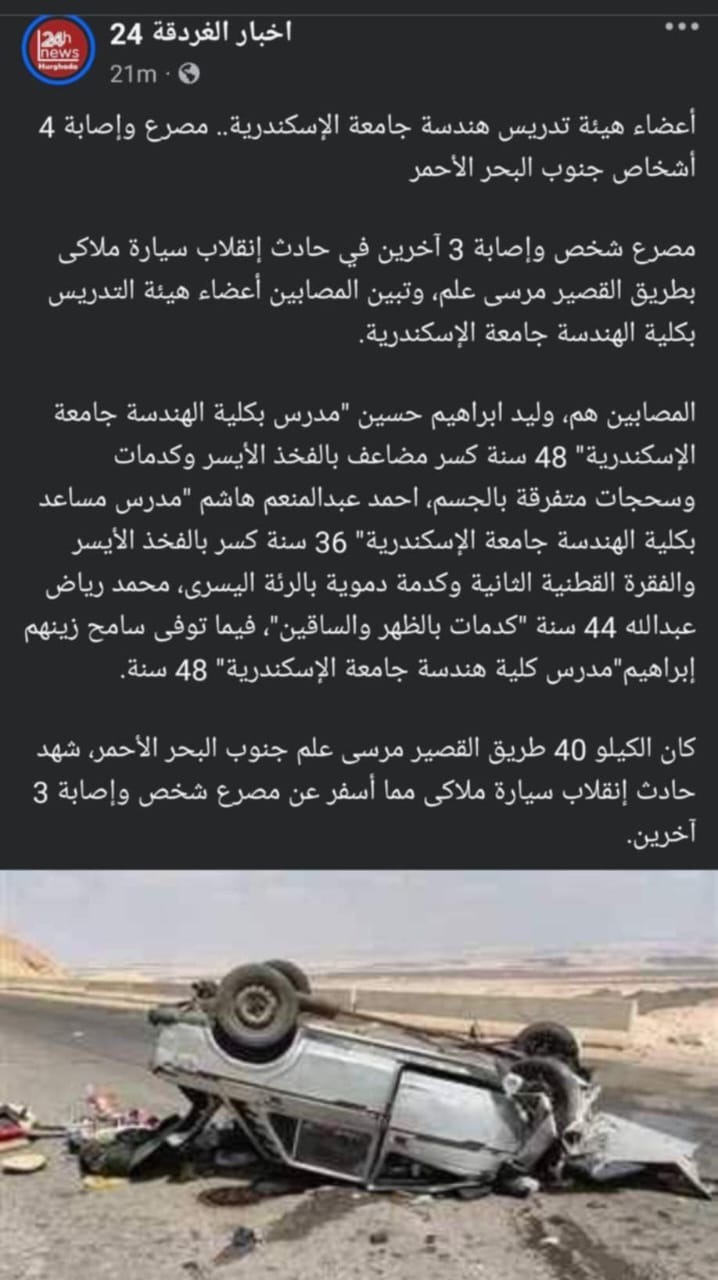 اخبار الغردقة 24
24h
news
Hurghada
21m ·
أعضاء هيئة تدريس هندسة جامعة الإسكندرية.. مصرع وإصابة 4
أشخاص جنوب البحر الأحمر
مصرع شخص وإصابة 3 آخرين في حادث إنقلاب سيارة ملاكى
بطريق القصير مرسى علم، وتبين المصابين أعضاء هيئة التدريس
بكلية الهندسة جامعة الإسكندرية.
المصابين هم، وليد ابراهيم حسين "مدرس بكلية الهندسة جامعة
الإسكندرية" 48 سنة كسر مضاعف بالفخذ الأيسر وكدمات
وسحجات متفرقة بالجسم، احمد عبدالمنعم هاشم "مدرس مساعد
بكلية الهندسة جامعة الإسكندرية" 36 سنة كسر بالفخذ الأيسر
والفقرة القطنية الثانية وكدمة دموية بالرئة اليسرى، محمد رياض
عبدالله 44 سنة "كدمات بالظهر والساقين"، فيما توفى سامح زينهم
إبراهيم"مدرس كلية هندسة جامعة الإسكندرية" 48 سنة.
كان الكيلو 40 طريق القصير مرسى علم جنوب البحر الأحمر، شهد
حادث إنقلاب سيارة ملاكى مما أسفر عن مصرع شخص وإصابة 3
آخرين.